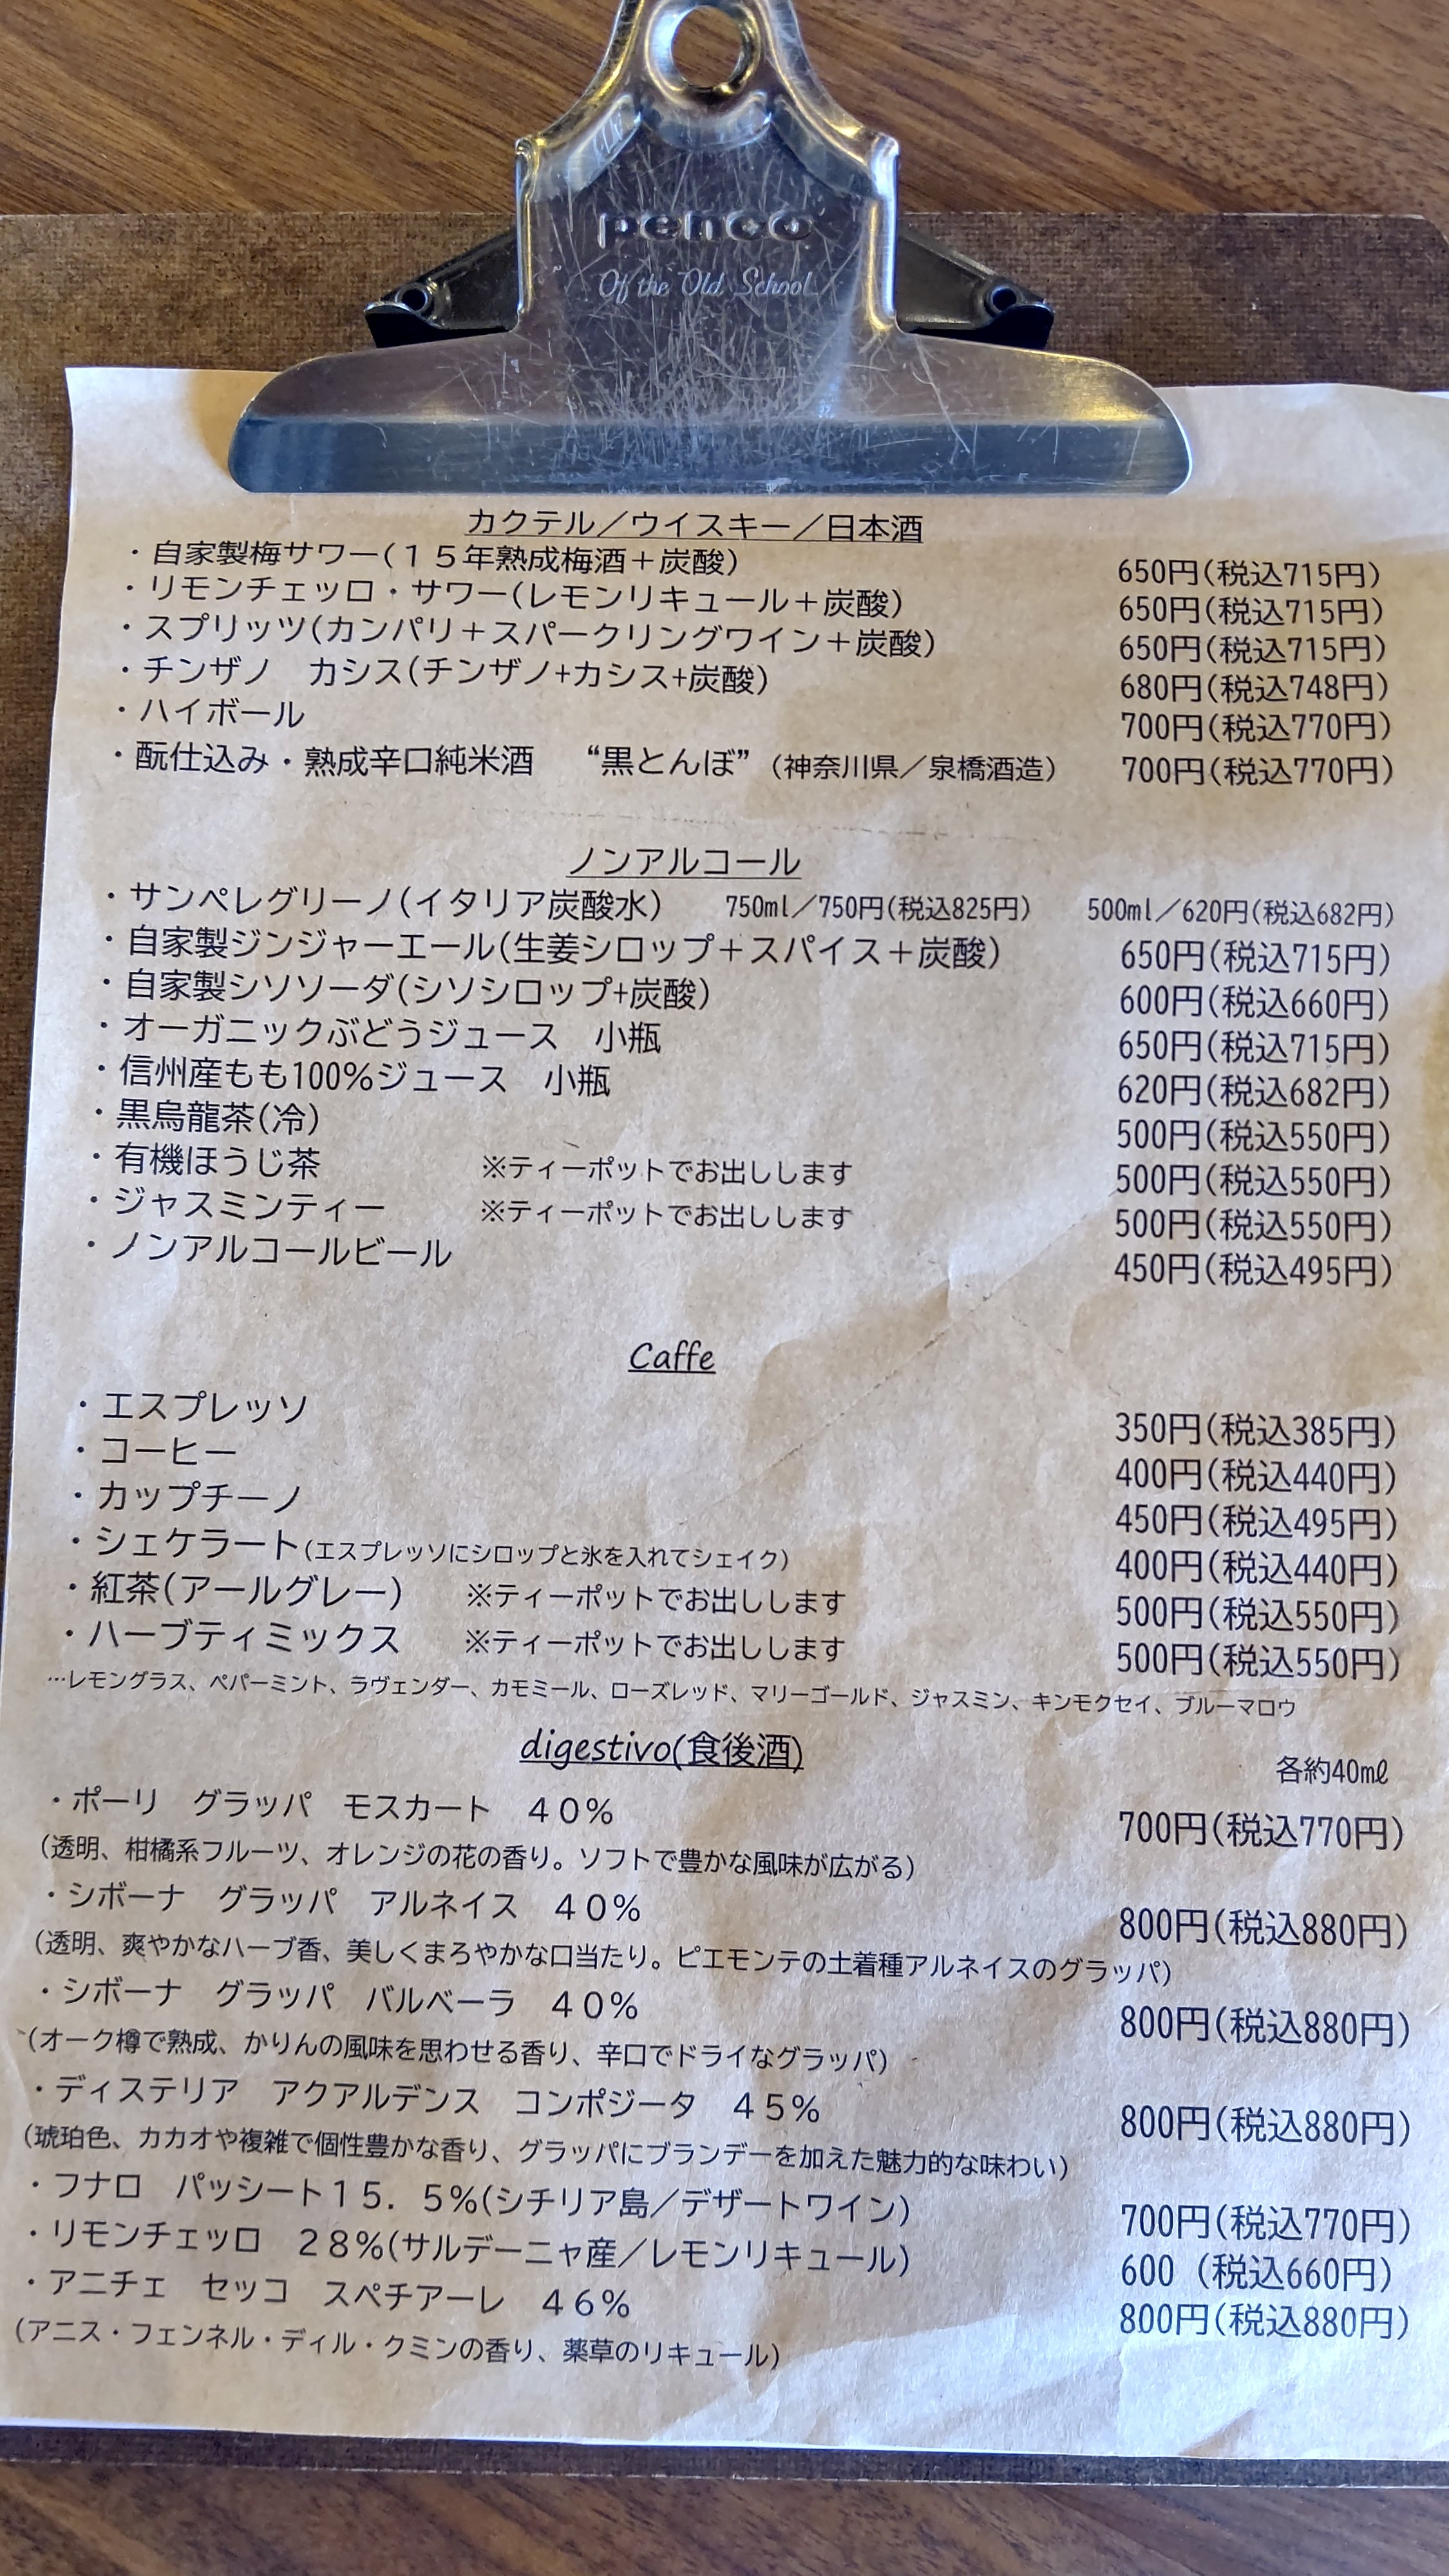 penco
Of the Old School
カクテル／ウイスキー／日本酒
・自家製梅サワー(１５年熟成梅酒＋炭酸) 650円(税込715円)
・リモンチェッロ・サワー(レモンリキュール＋炭酸) 650円(税込715円)
・スプリッツ(カンパリ＋スパークリングワイン＋炭酸) 650円(税込715円)
・チンザノ　カシス(チンザノ+カシス+炭酸) 680円(税込748円)
・ハイボール 700円(税込770円)
・酛仕込み・熟成辛口純米酒　“黒とんぼ” (神奈川県／泉橋酒造) 700円(税込770円)
ノンアルコール
・サンペレグリーノ(イタリア炭酸水) 750ml／750円(税込825円) 500ml／620円(税込682円)
・自家製ジンジャーエール(生姜シロップ＋スパイス＋炭酸) 650円(税込715円)
・自家製シソソーダ(シソシロップ+炭酸) 600円(税込660円)
・オーガニックぶどうジュース　小瓶 650円(税込715円)
・信州産もも100%ジュース　小瓶 620円(税込682円)
・黒烏龍茶(冷) 500円(税込550円)
・有機ほうじ茶 ※ティーポットでお出しします 500円(税込550円)
・ジャスミンティー ※ティーポットでお出しします 500円(税込550円)
・ノンアルコールビール 450円(税込495円)
Caffe
・エスプレッソ 350円(税込385円)
・コーヒー 400円(税込440円)
・カップチーノ 450円(税込495円)
・シェケラート(エスプレッソにシロップと氷を入れてシェイク) 400円(税込440円)
・紅茶(アールグレー) ※ティーポットでお出しします 500円(税込550円)
・ハーブティミックス ※ティーポットでお出しします 500円(税込550円)
…レモングラス、ペパーミント、ラヴェンダー、カモミール、ローズレッド、マリーゴールド、ジャスミン、キンモクセイ、ブルーマロウ
digestivo(食後酒)
各約40mℓ
・ポーリ　グラッパ　モスカート　４０% 700円(税込770円)
(透明、柑橘系フルーツ、オレンジの花の香り。ソフトで豊かな風味が広がる)
・シボーナ　グラッパ　アルネイス　４０% 800円(税込880円)
(透明、爽やかなハーブ香、美しくまろやかな口当たり。ピエモンテの土着種アルネイスのグラッパ)
・シボーナ　グラッパ　バルベーラ　４０% 800円(税込880円)
(オーク樽で熟成、かりんの風味を思わせる香り、辛口でドライなグラッパ)
・ディステリア　アクアルデンス　コンポジータ　４５% 800円(税込880円)
(琥珀色、カカオや複雑で個性豊かな香り、グラッパにブランデーを加えた魅力的な味わい)
・フナロ　パッシート１５．５%(シチリア島／デザートワイン) 700円(税込770円)
・リモンチェッロ　２８%(サルデーニャ産／レモンリキュール) 600 (税込660円)
・アニチェ　セッコ　スペチアーレ　４６% 800円(税込880円)
(アニス・フェンネル・ディル・クミンの香り、薬草のリキュール)